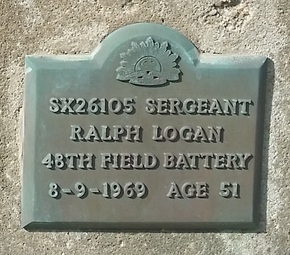 SX26105 SERGEANT
RALPH LOGAN
48TH FIELD BATTERY
8-9-1969 AGE 51